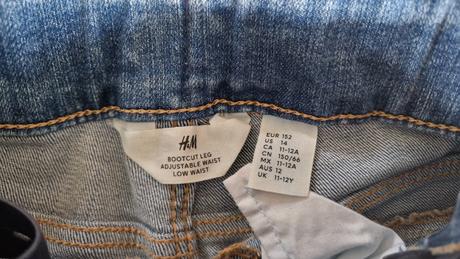 H&M
BOOTCUT LEG
ADJUSTABLE WAIST
LOW WAIST
EUR 152
US 14
CA 11-12A
CN 150/66
MX 11-12A
AUS 12
UK 11-12Y